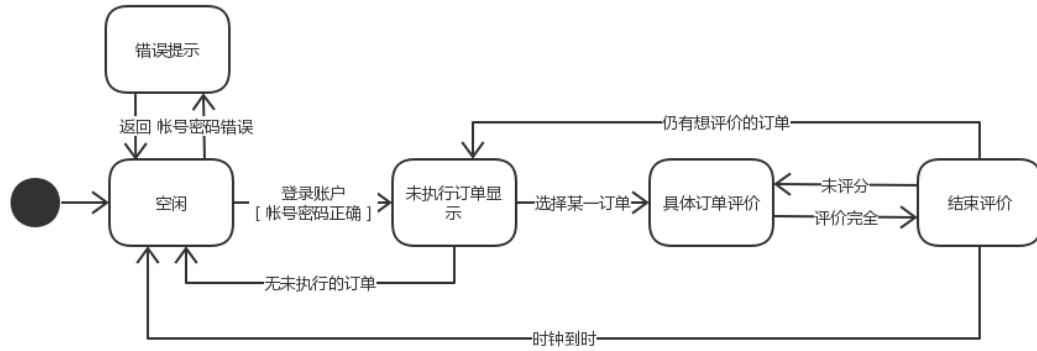 错误提示
返回
帐号密码错误
仍有想评价的订单
空闲
登录账户
[ 帐号密码正确 ]
未执行订单显
示
选择某一订单
具体订单评价
未评分
评价完全
结束评价
无未执行的订单
时钟到时